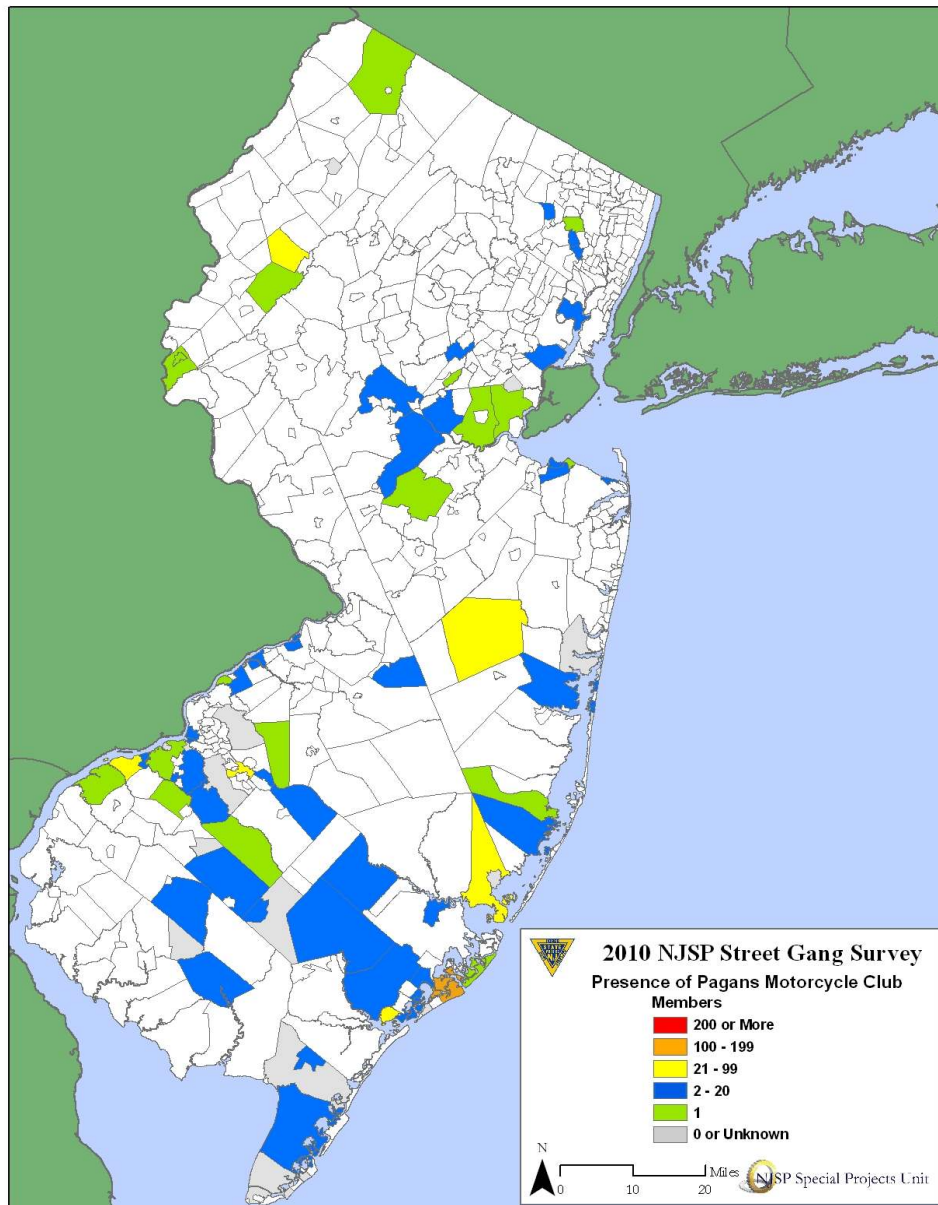 2010 NJSP Street Gang Survey
Presence of Pagans Motorcycle Club
Members
200 or More
100 - 199
21 - 99
2 - 20
1
0 or Unknown
N
Miles
0 10 20
NJSP Special Projects Unit